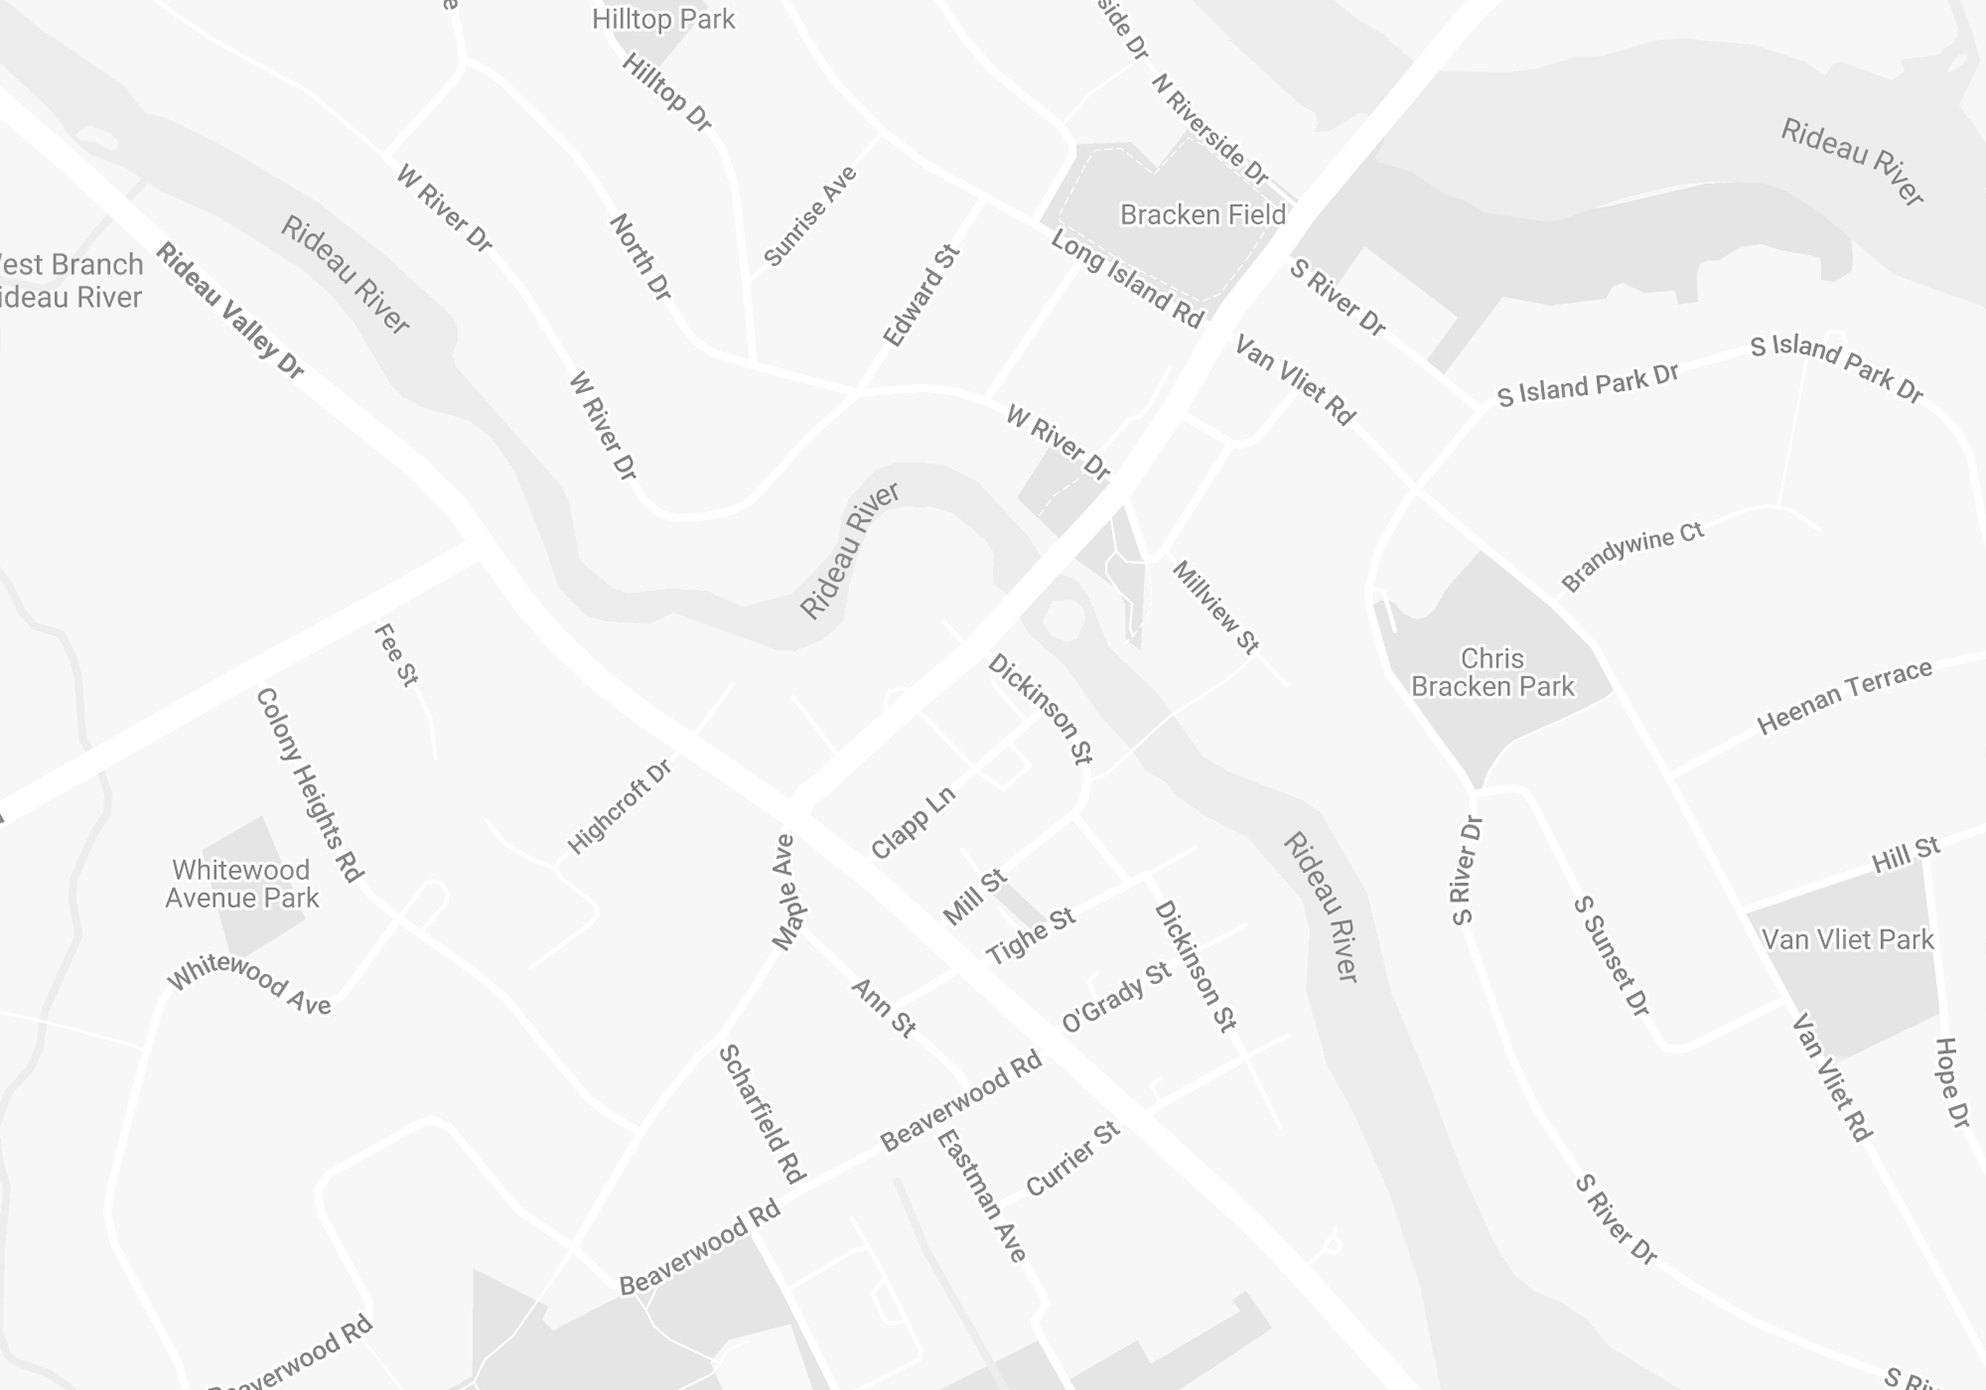 Hilltop Park
side Dr
Hilltop Dr
N Riverside Dr
Rideau River
W River Dr
Sunrise Ave
Bracken Field
Rideau River
North Dr
Long Island Rd
West Branch
Rideau River
Rideau Valley Dr
Edward St
S River Dr
Van Vliet Rd
S Island Park Dr
S Island Park Dr
W River Dr
W River Dr
Rideau River
Brandywine Ct
Millview St
Fee St
Dickinson St
Chris
Bracken Park
Heenan Terrace
Colony Heights Rd
Highcroft Dr
Clapp Ln
Maple Ave
Whitewood
Avenue Park
Mill St
Tighe St
Rideau River
S River Dr
Hill St
Van Vliet Park
S Sunset Dr
Dickinson St
Whitewood Ave
Ann St
O'Grady St
Scharfield Rd
Beaverwood Rd
Van Vliet Rd
Hope Dr
Eastman Ave
Currier St
Beaverwood Rd
S River Dr
Beaverwood Rd
S Riv